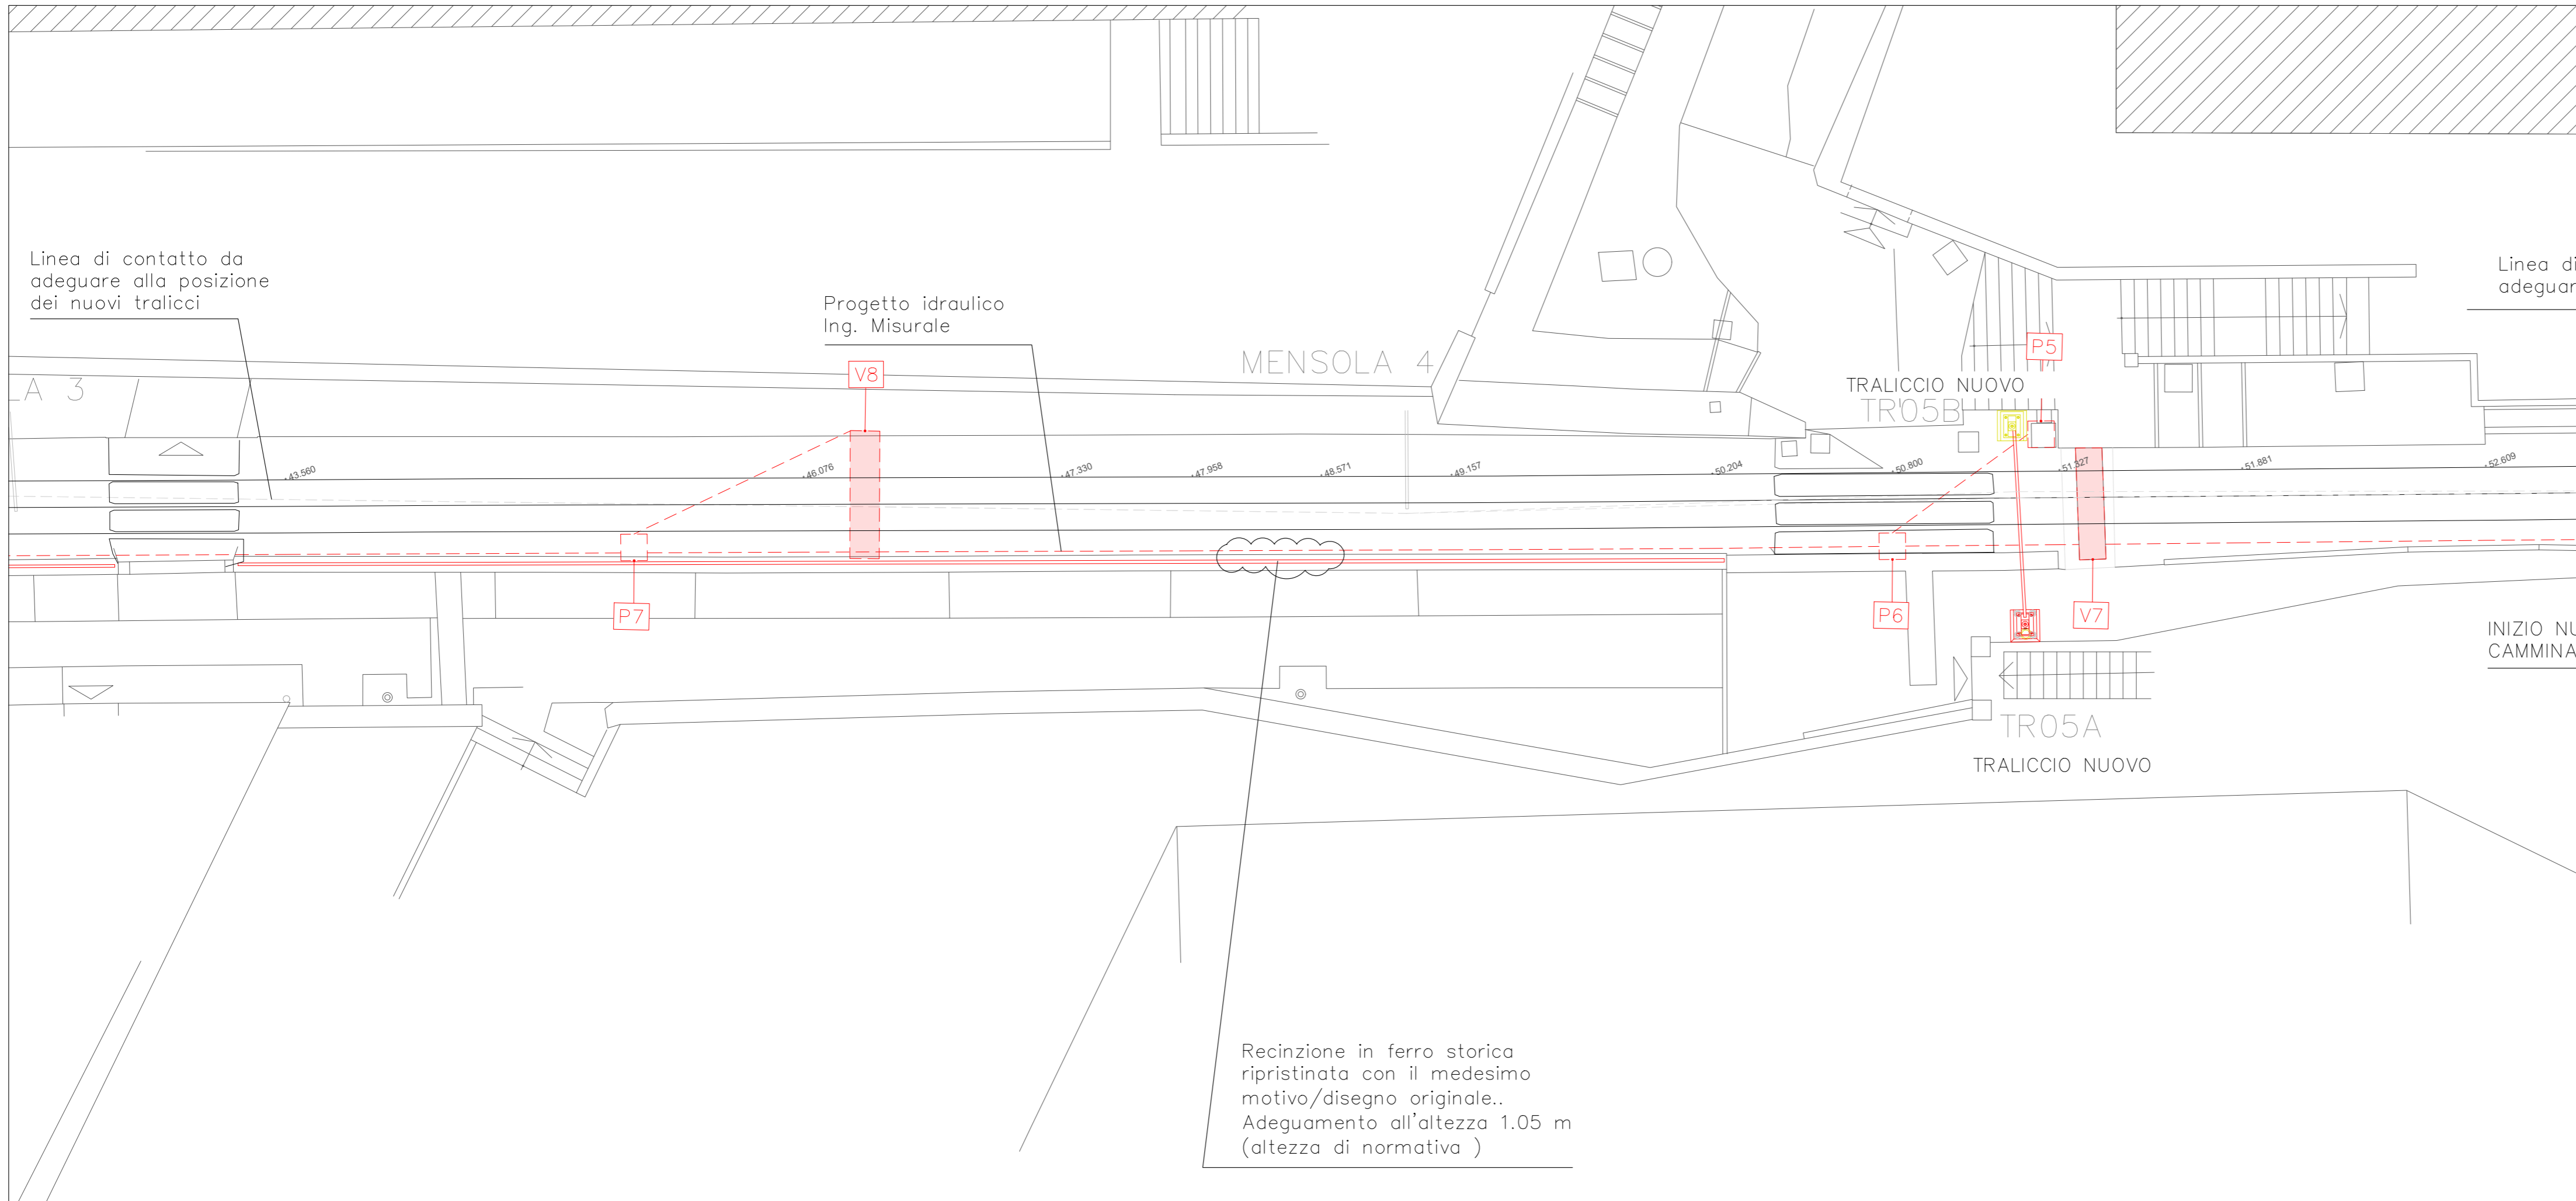 Linea di contatto da
adeguare alla posizione
dei nuovi tralicci
Progetto idraulico
Ing. Misurale
Linea di
adeguar
LA 3
V8
MENSOLA 4
P5
TRALICCIO NUOVO
TR05B
43.560
46.076
47.330
47.958
48.571
49.157
50.204
50.800
51.327
51.881
52.609
P7
P6
V7
INIZIO NU
CAMMINA
TR05A
TRALICCIO NUOVO
Recinzione in ferro storica
ripristinata con il medesimo
motivo/disegno originale..
Adeguamento all'altezza 1.05 m
(altezza di normativa )